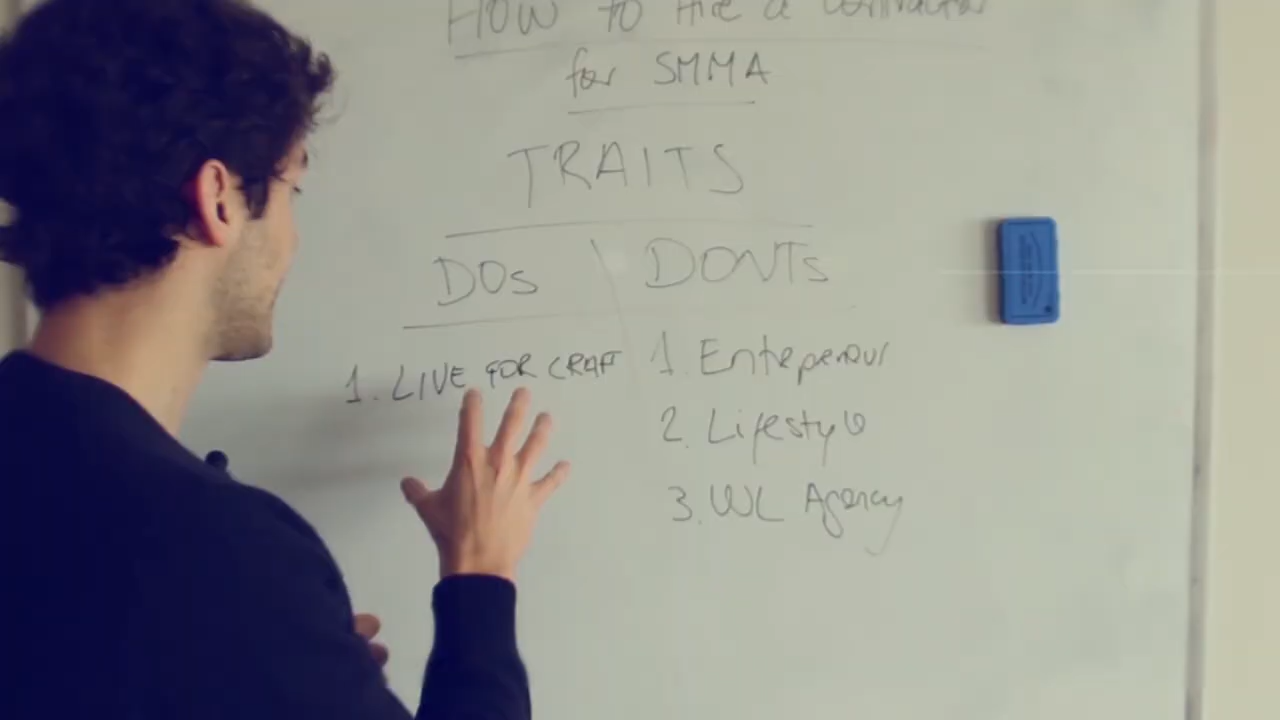 How to Hire a Contractor
for SMMA
TRAITS
DOs
DONTs
1. LIVE FOR CRAFT
1. Entepenour
2. Lifestyle
3. WL Agency